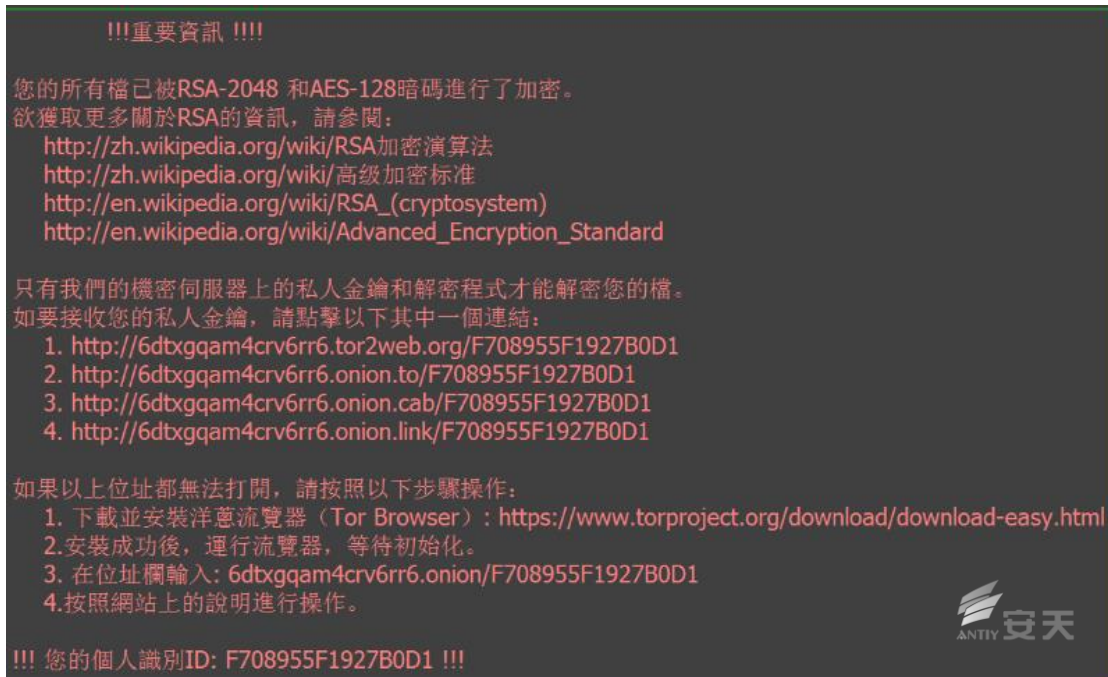 !!!重要資訊 !!!!
您的所有檔已被RSA-2048 和AES-128暗碼進行了加密。
欲獲取更多關於RSA的資訊，請參閱：
http://zh.wikipedia.org/wiki/RSA加密演算法
http://zh.wikipedia.org/wiki/高级加密标准
http://en.wikipedia.org/wiki/RSA_(cryptosystem)
http://en.wikipedia.org/wiki/Advanced_Encryption_Standard
只有我們的機密伺服器上的私人金鑰和解密程式才能解密您的檔。
如要接收您的私人金鑰，請點擊以下其中一個連結：
1. http://6dtxgqam4crv6rr6.tor2web.org/F708955F1927B0D1
2. http://6dtxgqam4crv6rr6.onion.to/F708955F1927B0D1
3. http://6dtxgqam4crv6rr6.onion.cab/F708955F1927B0D1
4. http://6dtxgqam4crv6rr6.onion.link/F708955F1927B0D1
如果以上位址都無法打開，請按照以下步驟操作：
1. 下載並安裝洋蔥流覽器（Tor Browser）: https://www.torproject.org/download/download-easy.html
2.安裝成功後，運行流覽器，等待初始化。
3. 在位址欄輸入: 6dtxgqam4crv6rr6.onion/F708955F1927B0D1
4.按照網站上的說明進行操作。
ANTIY 安天
!!! 您的個人識別ID: F708955F1927B0D1 !!!